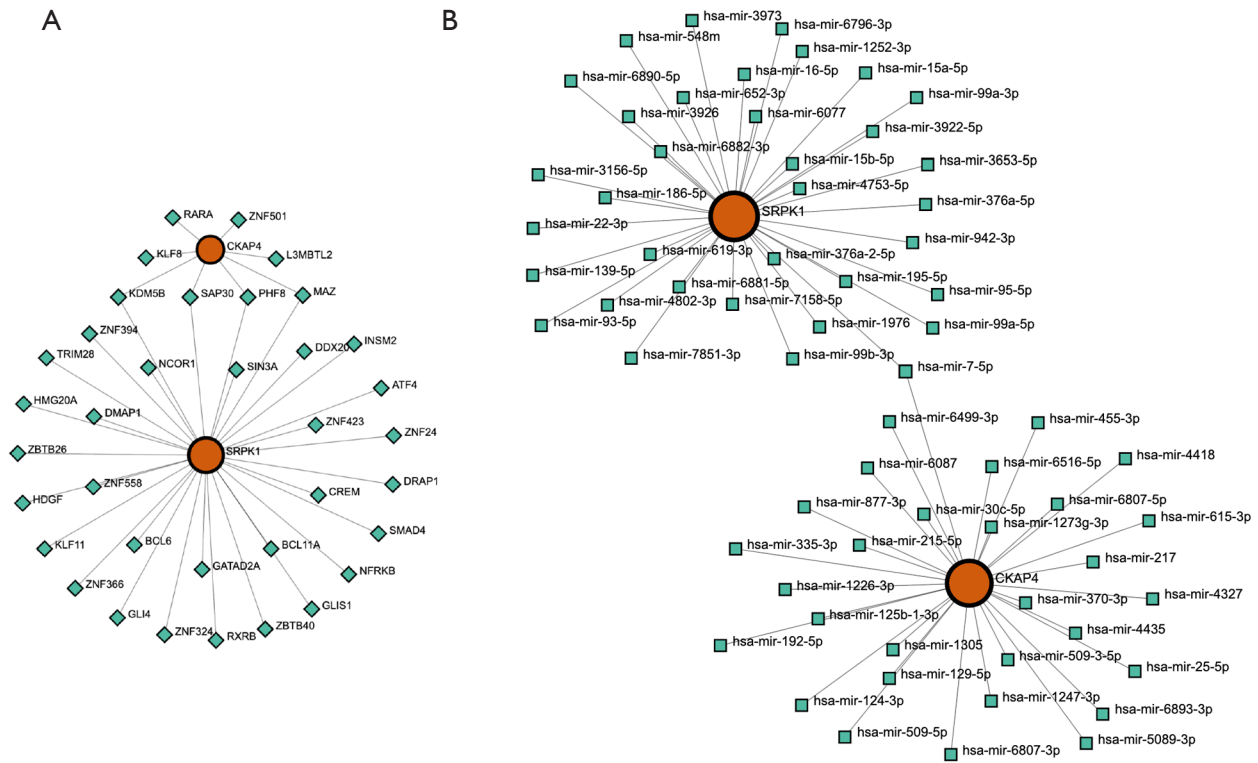 A
B
RARA
ZNF501
CKAP4
KLF8
L3MBTL2
KDM5B
SAP30
PHF8
MAZ
ZNF394
DDX20
INSM2
TRIM28
NCOR1
SIN3A
ATF4
HMG20A
DMAP1
ZNF423
ZNF24
ZBTB26
SRPK1
ZNF558
DRAP1
HDGF
CREM
SMAD4
KLF11
BCL6
BCL11A
GATAD2A
NFRKB
ZNF366
GLIS1
GLI4
ZNF324
RXRB
ZBTB40
hsa-mir-3973
hsa-mir-6796-3p
hsa-mir-548m
hsa-mir-1252-3p
hsa-mir-6890-5p
hsa-mir-16-5p
hsa-mir-15a-5p
hsa-mir-652-3p
hsa-mir-99a-3p
hsa-mir-3926
hsa-mir-6077
hsa-mir-3922-5p
hsa-mir-6882-3p
hsa-mir-15b-5p
hsa-mir-3653-5p
hsa-mir-3156-5p
hsa-mir-4753-5p
hsa-mir-186-5p
hsa-mir-376a-5p
SRPK1
hsa-mir-22-3p
hsa-mir-942-3p
hsa-mir-619-3p
hsa-mir-376a-2-5p
hsa-mir-139-5p
hsa-mir-195-5p
hsa-mir-6881-5p
hsa-mir-95-5p
hsa-mir-4802-3p
hsa-mir-7158-5p
hsa-mir-93-5p
hsa-mir-1976
hsa-mir-99a-5p
hsa-mir-7851-3p
hsa-mir-99b-3p
hsa-mir-7-5p
hsa-mir-6499-3p
hsa-mir-455-3p
hsa-mir-6087
hsa-mir-6516-5p
hsa-mir-4418
hsa-mir-877-3p
hsa-mir-30c-5p
hsa-mir-6807-5p
hsa-mir-1273g-3p
hsa-mir-615-3p
hsa-mir-335-3p
hsa-mir-215-5p
hsa-mir-217
CKAP4
hsa-mir-1226-3p
hsa-mir-370-3p
hsa-mir-4327
hsa-mir-125b-1-3p
hsa-mir-4435
hsa-mir-192-5p
hsa-mir-1305
hsa-mir-509-3-5p
hsa-mir-25-5p
hsa-mir-129-5p
hsa-mir-124-3p
hsa-mir-1247-3p
hsa-mir-6893-3p
hsa-mir-509-5p
hsa-mir-5089-3p
hsa-mir-6807-3p